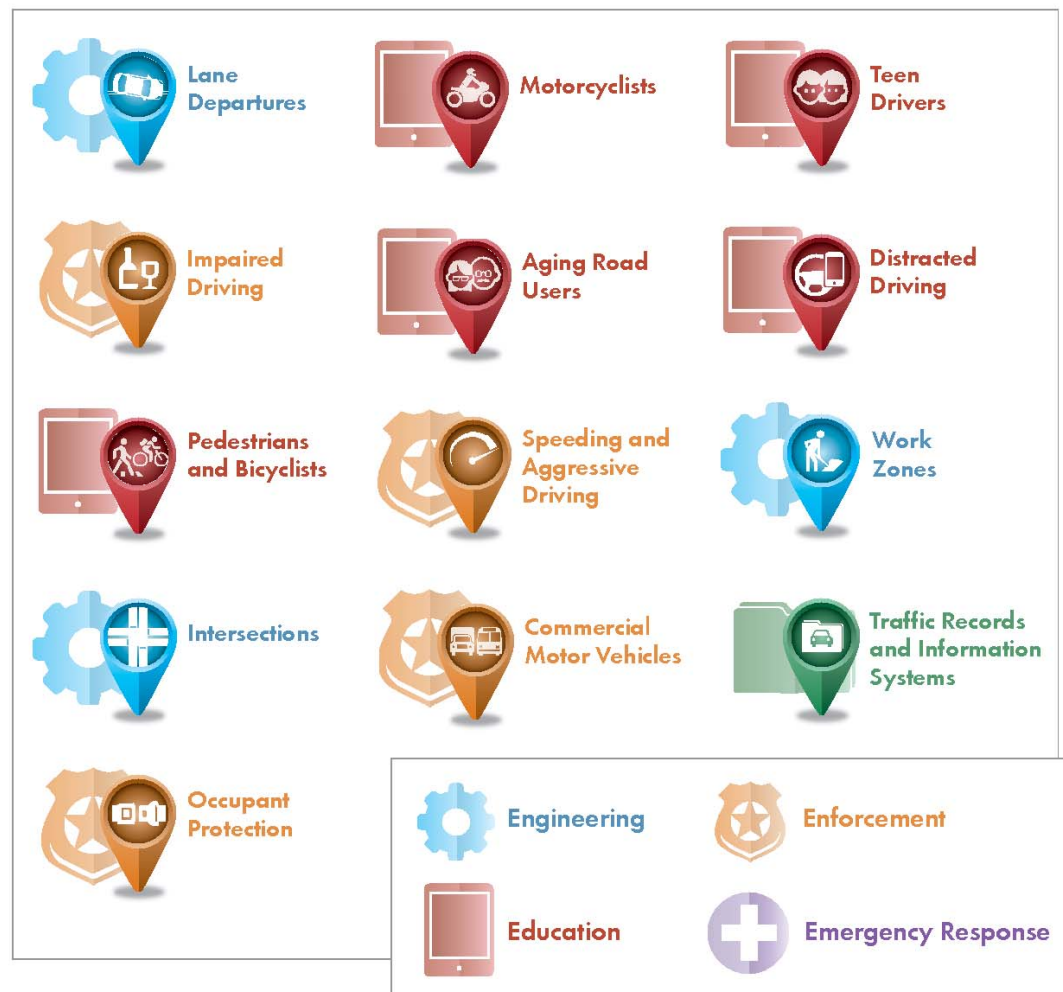 Lane
Departures
Motorcyclists
Teen
Drivers
Impaired
Driving
Aging Road
Users
Distracted
Driving
Pedestrians
and Bicyclists
Speeding and
Aggressive
Driving
Work
Zones
Intersections
Commercial
Motor Vehicles
Traffic Records
and Information
Systems
Occupant
Protection
Engineering
Enforcement
Education
Emergency Response